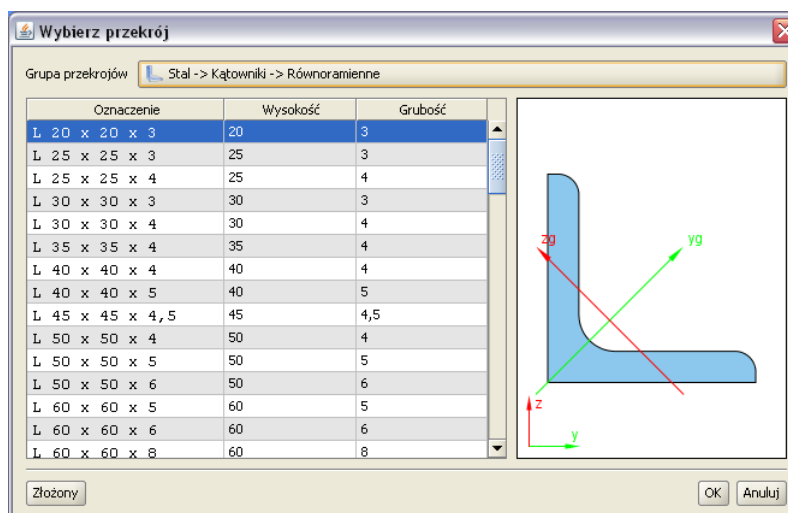 Wybierz przekrój
Grupa przekrojów Stal -> Kątowniki -> Równoramienne
Oznaczenie Wysokość Grubość
L 20 x 20 x 3 20 3
L 25 x 25 x 3 25 3
L 25 x 25 x 4 25 4
L 30 x 30 x 3 30 3
L 30 x 30 x 4 30 4
L 35 x 35 x 4 35 4
L 40 x 40 x 4 40 4
L 40 x 40 x 5 40 5
L 45 x 45 x 4,5 45 4,5
L 50 x 50 x 4 50 4
L 50 x 50 x 5 50 5
L 50 x 50 x 6 50 6
L 60 x 60 x 5 60 5
L 60 x 60 x 6 60 6
L 60 x 60 x 8 60 8
zg yg
z
y
Złożony OK Anuluj